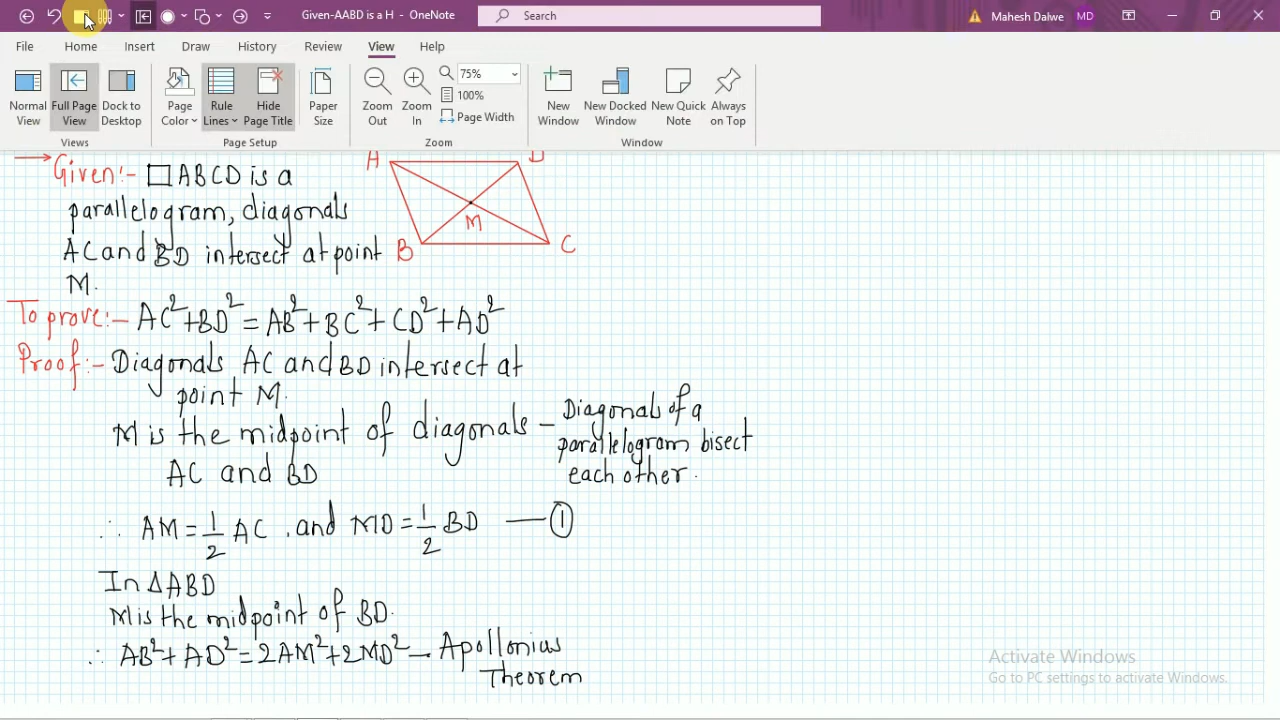 Given-AABD is a H - OneNote
Search
Mahesh Dalwe MD
File Home Insert Draw History Review View Help
Normal View
Full Page View
Dock to Desktop
Views
Page Color
Rule Lines
Hide Page Title
Paper Size
Page Setup
Zoom Out
Zoom In
75%
100%
Page Width
Zoom
New Window
New Docked Window
New Quick Note
Always on Top
Window
Given:- □ABCD is a
parallelogram, diagonals
AC and BD intersect at point
M.
A D
M
B C
To prove:- AC²+BD² = AB²+BC²+CD²+AD²
Proof:- Diagonals AC and BD intersect at
point M.
M is the midpoint of diagonals – Diagonals of a
parallelogram bisect
AC and BD each other.
∴ AM = 1/2 AC, and MD = 1/2 BD — ①
In ΔABD
M is the midpoint of BD.
∴ AB²+AD² = 2AM²+2MD² – Apollonius
Theorem
Activate Windows
Go to PC settings to activate Windows.